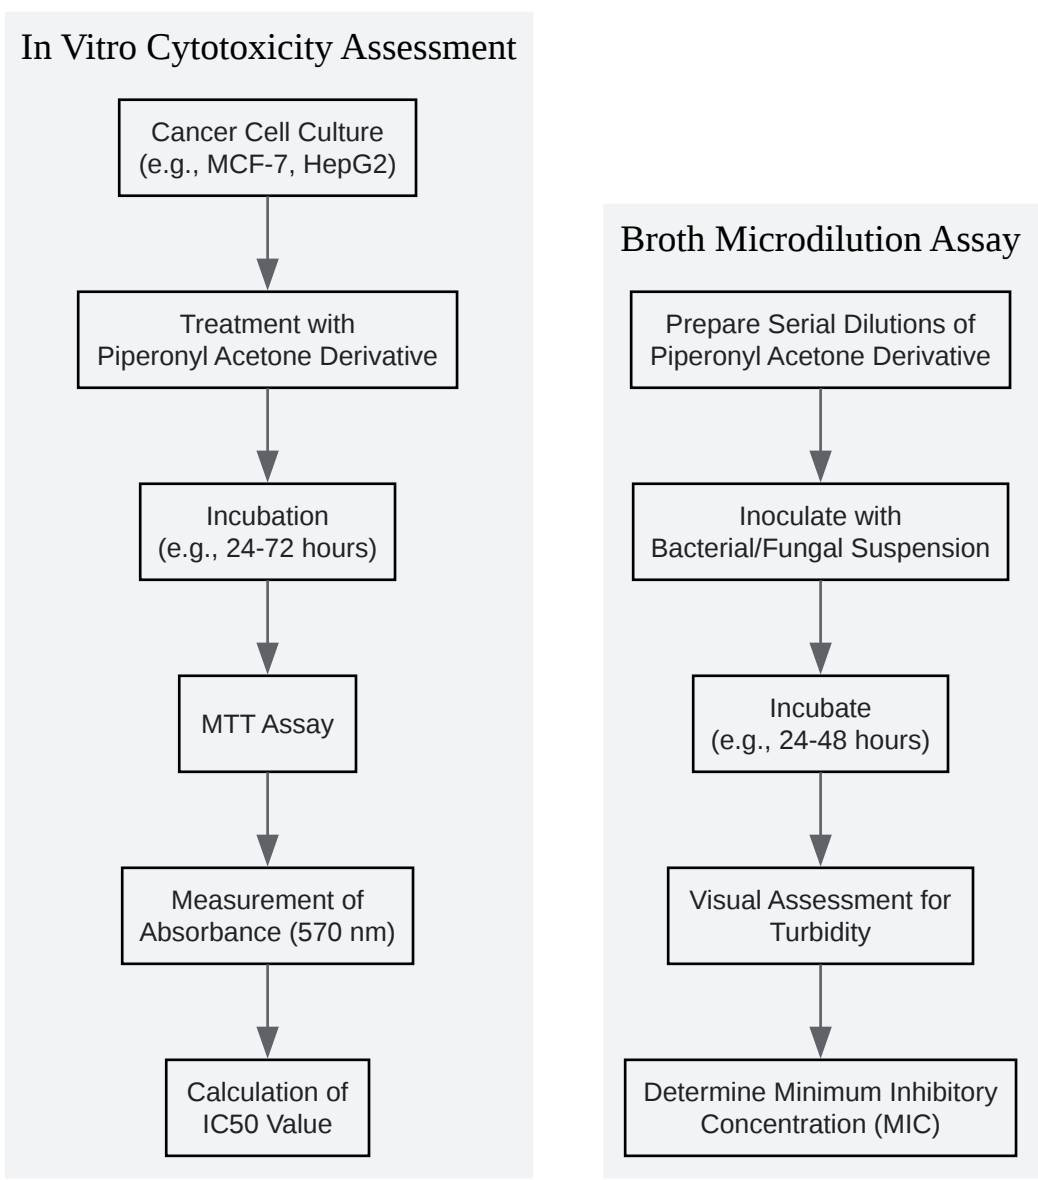 In Vitro Cytotoxicity Assessment
Cancer Cell Culture
(e.g., MCF-7, HepG2)
Treatment with
Piperonyl Acetone Derivative
Incubation
(e.g., 24-72 hours)
MTT Assay
Measurement of
Absorbance (570 nm)
Calculation of
IC50 Value
Broth Microdilution Assay
Prepare Serial Dilutions of
Piperonyl Acetone Derivative
Inoculate with
Bacterial/Fungal Suspension
Incubate
(e.g., 24-48 hours)
Visual Assessment for
Turbidity
Determine Minimum Inhibitory
Concentration (MIC)